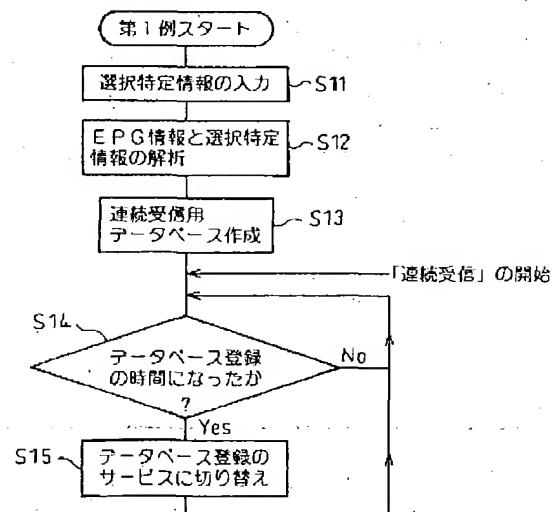 第1例スタート
選択特定情報の入力
S11
EPG情報と選択特定
情報の解析
S12
連続受信用
データベース作成
S13
「連続受信」の開始
S14
データベース登録
の時間になったか
?
No
Yes
S15
データベース登録の
サービスに切り替え